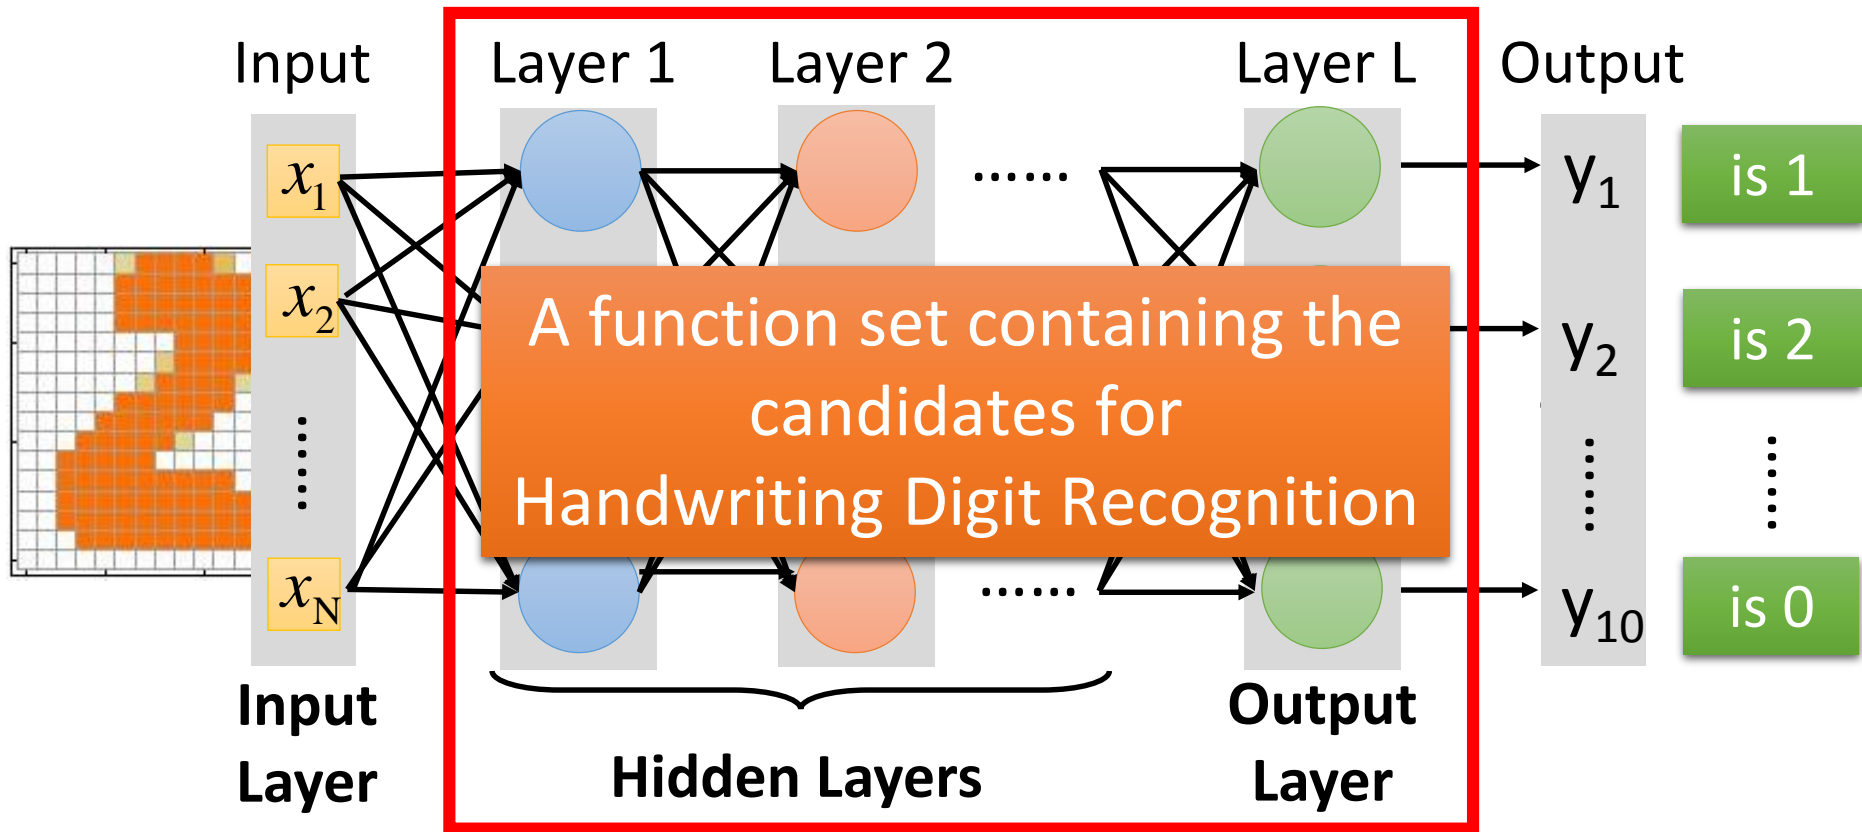 Input
Layer 1
Layer 2
Layer L
Output
x1
y1
is 1
x2
y2
is 2
A function set containing the
candidates for
Handwriting Digit Recognition
......
......
xN
y10
is 0
Input
Layer
Hidden Layers
Output
Layer